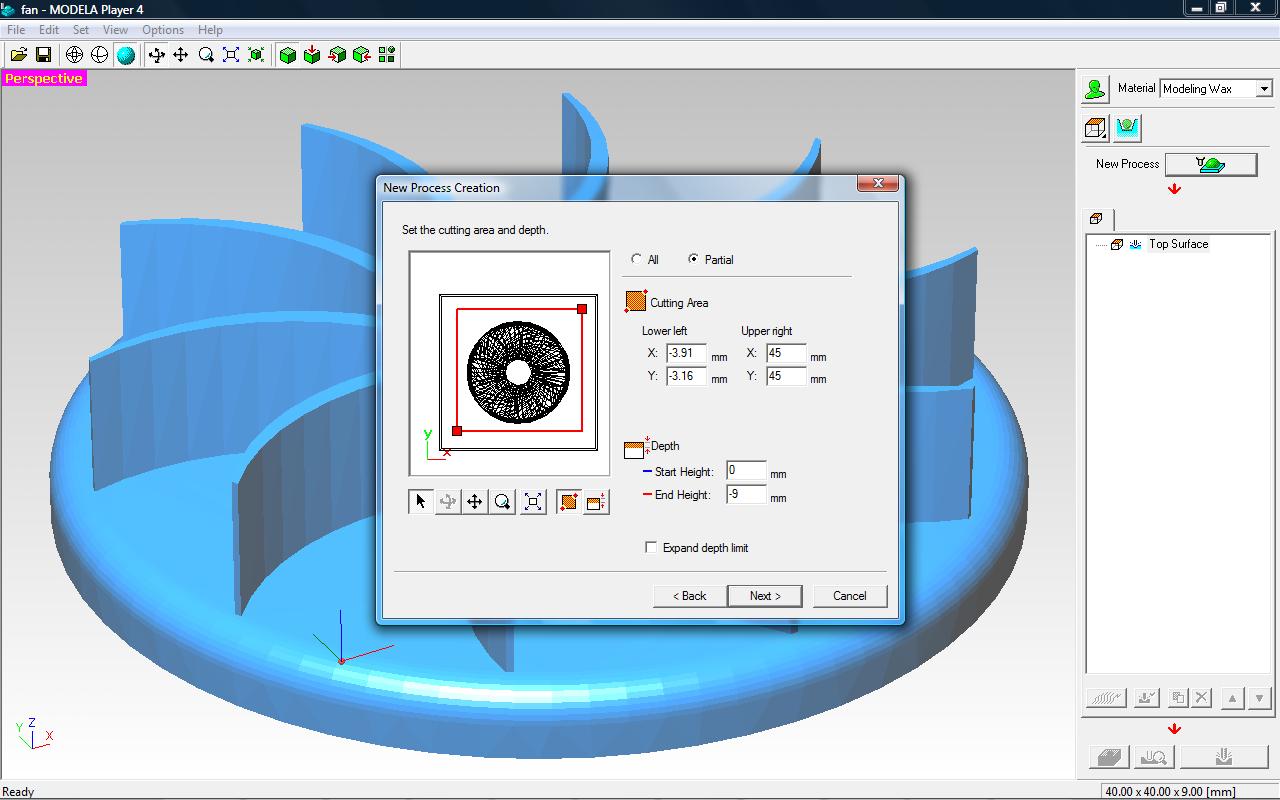 fan - MODELA Player 4
File Edit Set View Options Help
Perspective
Material Modeling Wax
New Process
Top Surface
New Process Creation
Set the cutting area and depth.
All Partial
Cutting Area
Lower left Upper right
X: -3.91 mm X: 45 mm
Y: -3.16 mm Y: 45 mm
Depth
Start Height: 0 mm
End Height: -9 mm
Expand depth limit
< Back Next > Cancel
y
x
Z
Y X
Ready 40.00 x 40.00 x 9.00 [mm]